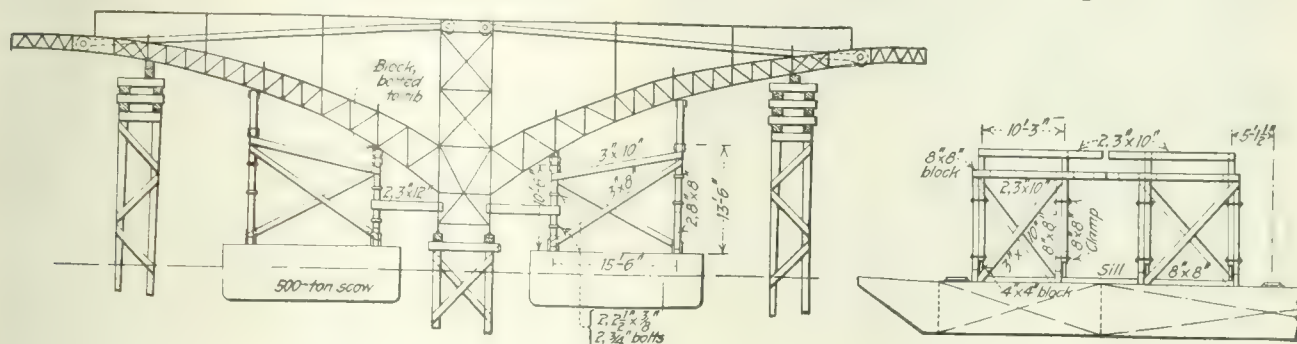 Block,
bolted
to rib
3"×10"
3"×8"
2,3"×12"
10'-6"
2,8"×8"
13'-6"
15'-6"
500-ton scow
2,2½"×⅜"
2,¾" bolts
10'-3"
2,3"×10"
5'-1½"
8"×8"
block
2,3"×10"
3"×10"
8"×8"
8"×8"
Clamp
Sill
8"×8"
4"×4" block